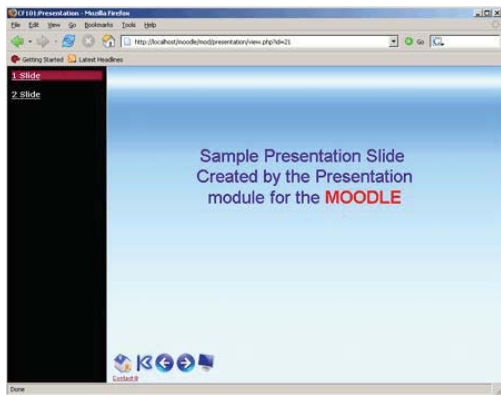 CF101:Presentation - Mozilla Firefox
File Edit View Go Bookmarks Tools Help
http://localhost/moodle/mod/presentation/view.php?id=21
Go
Getting Started Latest Headlines
1 Slide
2 Slide
Sample Presentation Slide
Created by the Presentation
module for the MOODLE
Done